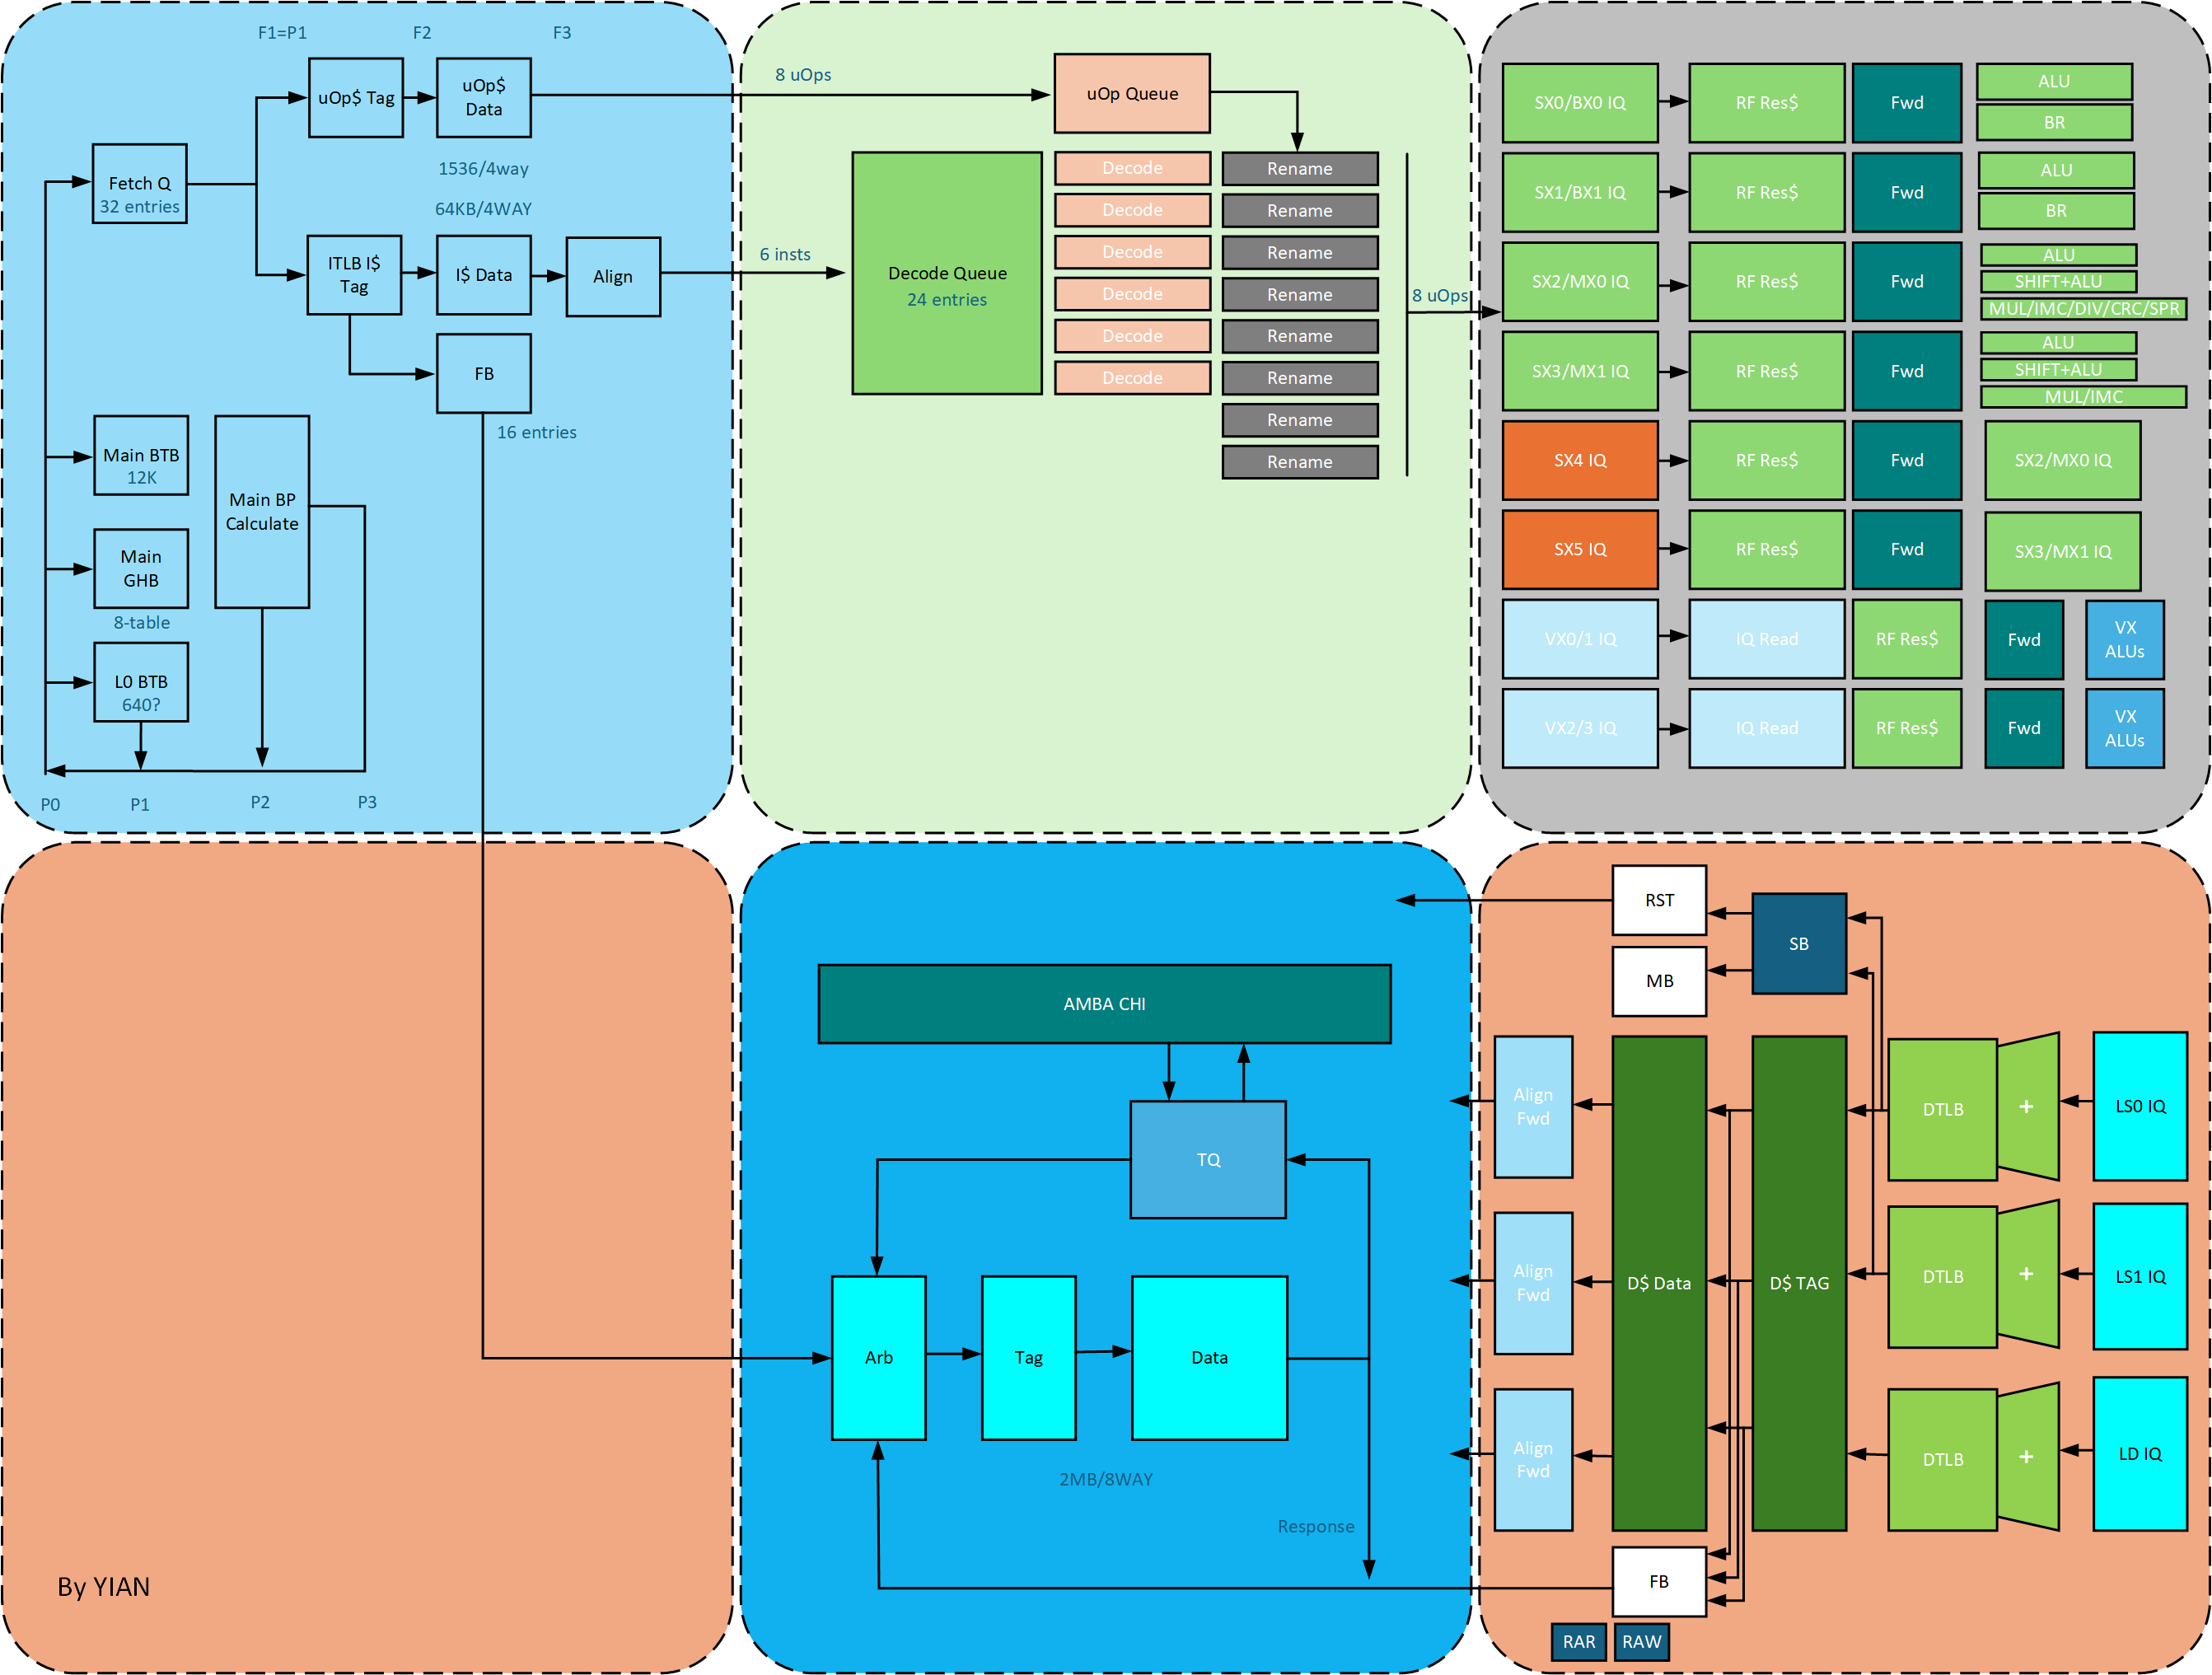 F1=P1
F2
F3
uOp$ Tag
uOp$
Data
Fetch Q
32 entries
1536/4way
64KB/4WAY
ITLB I$
Tag
I$ Data
Align
FB
16 entries
Main BTB
12K
Main BP
Calculate
Main
GHB
8-table
L0 BTB
640?
P0
P1
P2
P3
8 uOps
uOp Queue
6 insts
Decode Queue
24 entries
Decode
Decode
Decode
Decode
Decode
Decode
Rename
Rename
Rename
Rename
Rename
Rename
Rename
Rename
8 uOps
SX0/BX0 IQ
RF Res$
Fwd
ALU
BR
SX1/BX1 IQ
RF Res$
Fwd
ALU
BR
SX2/MX0 IQ
RF Res$
Fwd
ALU
SHIFT+ALU
MUL/IMC/DIV/CRC/SPR
SX3/MX1 IQ
RF Res$
Fwd
ALU
SHIFT+ALU
MUL/IMC
SX4 IQ
RF Res$
Fwd
SX2/MX0 IQ
SX5 IQ
RF Res$
Fwd
SX3/MX1 IQ
VX0/1 IQ
IQ Read
RF Res$
Fwd
VX
ALUs
VX2/3 IQ
IQ Read
RF Res$
Fwd
VX
ALUs
By YIAN
AMBA CHI
TQ
Arb
Tag
Data
2MB/8WAY
Response
RST
SB
MB
Align
Fwd
Align
Fwd
Align
Fwd
D$ Data
D$ TAG
DTLB
+
LS0 IQ
DTLB
+
LS1 IQ
DTLB
+
LD IQ
FB
RAR
RAW